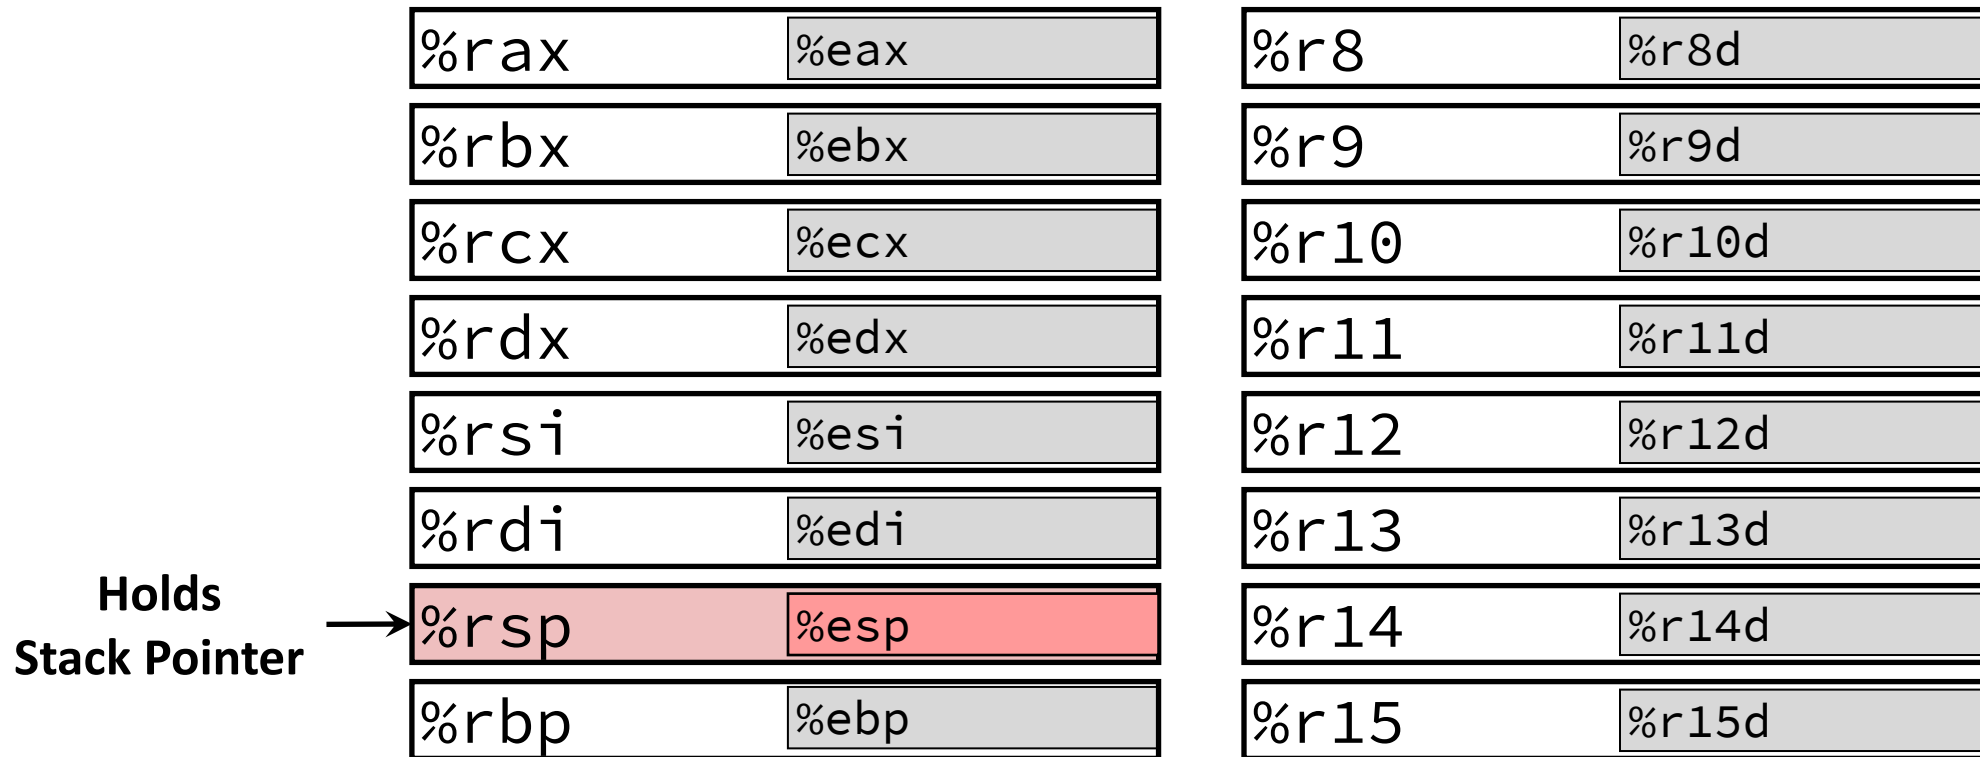 %rax %eax %r8 %r8d
%rbx %ebx %r9 %r9d
%rcx %ecx %r10 %r10d
%rdx %edx %r11 %r11d
%rsi %esi %r12 %r12d
%rdi %edi %r13 %r13d
Holds
Stack Pointer
%rsp %esp %r14 %r14d
%rbp %ebp %r15 %r15d